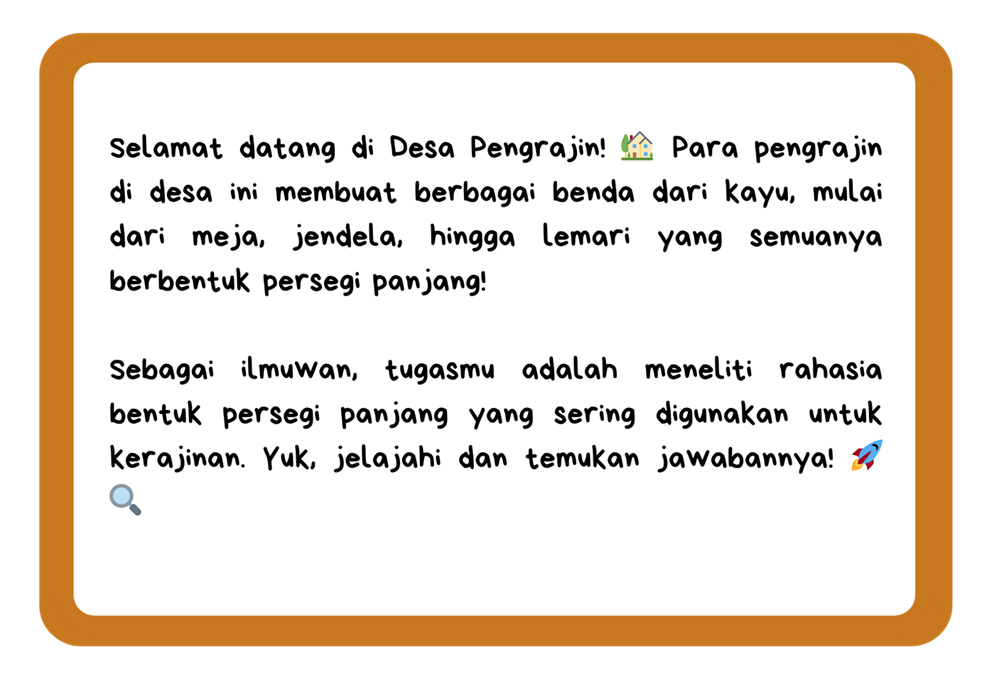 Selamat datang di Desa Pengrajin! 🏡 Para pengrajin
di desa ini membuat berbagai benda dari kayu, mulai
dari meja, jendela, hingga lemari yang semuanya
berbentuk persegi panjang!
Sebagai ilmuwan, tugasmu adalah meneliti rahasia
bentuk persegi panjang yang sering digunakan untuk
kerajinan. Yuk, jelajahi dan temukan jawabannya! 🚀
🔍